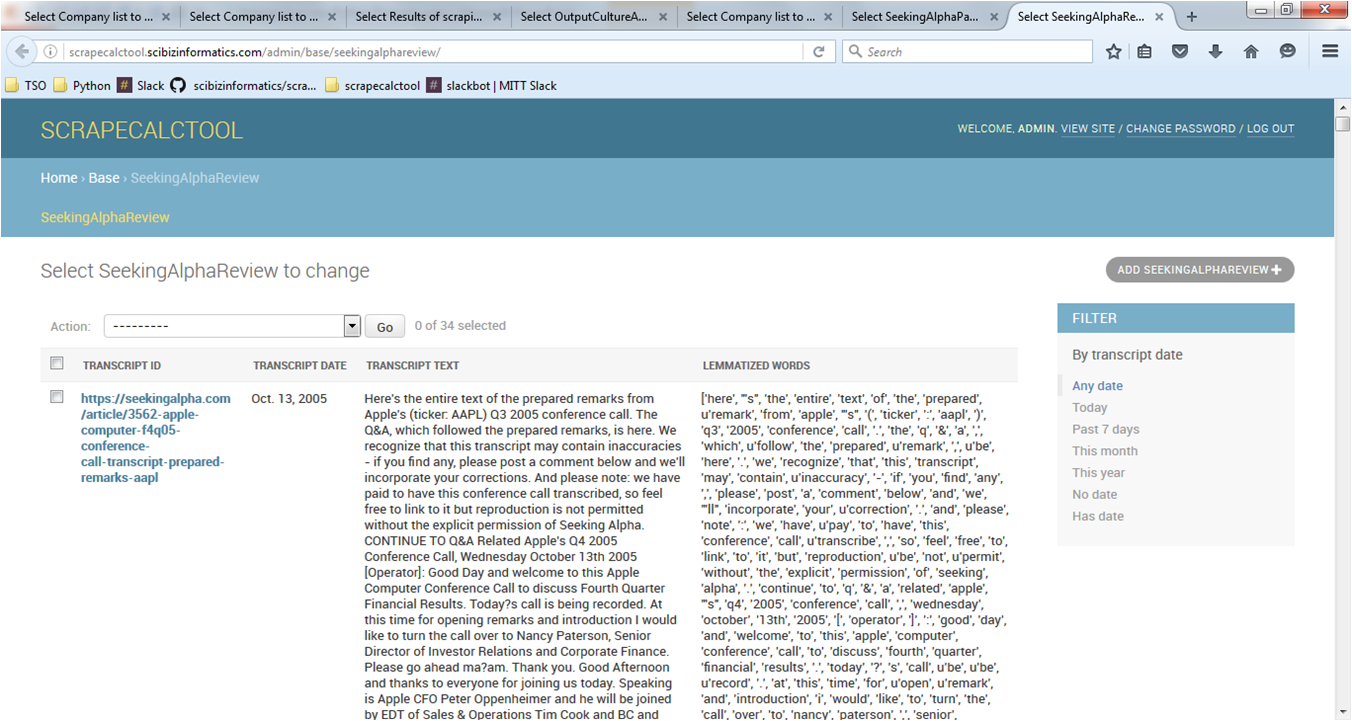 Select Company list to ...
Select Company list to ...
Select Results of scrapi...
Select OutputCultureA...
Select Company list to ...
Select SeekingAlphaPa...
Select SeekingAlphaRe...
scrapecalctool.scibizinformatics.com/admin/base/seekingalphareview/
Search
TSO Python Slack scibizinformatics/scra... scrapecalctool slackbot | MITT Slack
SCRAPECALCTOOL
WELCOME, ADMIN. VIEW SITE / CHANGE PASSWORD / LOG OUT
Home › Base › SeekingAlphaReview
SeekingAlphaReview
Select SeekingAlphaReview to change
ADD SEEKINGALPHAREVIEW +
Action: --------- Go 0 of 34 selected
TRANSCRIPT ID
TRANSCRIPT DATE
TRANSCRIPT TEXT
LEMMATIZED WORDS
https://seekingalpha.com
/article/3562-apple-
computer-f4q05-
conference-
call-transcript-prepared-
remarks-aapl
Oct. 13, 2005
Here's the entire text of the prepared remarks from
Apple's (ticker: AAPL) Q3 2005 conference call. The
Q&A, which followed the prepared remarks, is here. We
recognize that this transcript may contain inaccuracies
- if you find any, please post a comment below and we'll
incorporate your corrections. And please note: we have
paid to have this conference call transcribed, so feel
free to link to it but reproduction is not permitted
without the explicit permission of Seeking Alpha.
CONTINUE TO Q&A Related Apple's Q4 2005
Conference Call, Wednesday October 13th 2005
[Operator]: Good Day and welcome to this Apple
Computer Conference Call to discuss Fourth Quarter
Financial Results. Today?s call is being recorded. At
this time for opening remarks and introduction I would
like to turn the call over to Nancy Paterson, Senior
Director of Investor Relations and Corporate Finance.
Please go ahead ma?am. Thank you. Good Afternoon
and thanks to everyone for joining us today. Speaking
is Apple CFO Peter Oppenheimer and he will be joined
by EDT of Sales & Operations Tim Cook and BC and
['here', "'s", 'the', 'entire', 'text', 'of', 'the', 'prepared',
u'remark', 'from', 'apple', "'s", '(', 'ticker', ':', 'aapl', ')',
'q3', '2005', 'conference', 'call', '.', 'the', 'q', '&', 'a', ',',
'which', u'follow', 'the', 'prepared', u'remark', ',', u'be',
'here', '.', 'we', 'recognize', 'that', 'this', 'transcript',
'may', 'contain', u'inaccuracy', '-', 'if', 'you', 'find', 'any',
',', 'please', 'post', 'a', 'comment', 'below', 'and', 'we',
"'ll", 'incorporate', 'your', u'correction', '.', 'and', 'please',
'note', ':', 'we', 'have', u'pay', 'to', 'have', 'this',
'conference', 'call', u'transcribe', ',', 'so', 'feel', 'free', 'to',
'link', 'to', 'it', 'but', 'reproduction', u'be', 'not', u'permit',
'without', 'the', 'explicit', 'permission', 'of', 'seeking',
'alpha', '.', 'continue', 'to', 'q', '&', 'a', 'related', 'apple',
"'s", 'q4', '2005', 'conference', 'call', ',', 'wednesday',
'october', '13th', '2005', '[', 'operator', ']', ':', 'good', 'day',
'and', 'welcome', 'to', 'this', 'apple', 'computer',
'conference', 'call', 'to', 'discuss', 'fourth', 'quarter',
'financial', 'results', '.', 'today', '?', 's', 'call', u'be', u'be',
u'record', '.', 'at', 'this', 'time', 'for', u'open', u'remark',
'and', 'introduction', 'i', 'would', 'like', 'to', 'turn', 'the',
'call', 'over', 'to', 'nancy', 'paterson', ',', 'senior',
FILTER
By transcript date
Any date
Today
Past 7 days
This month
This year
No date
Has date